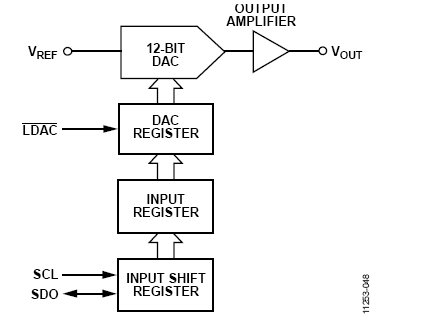 OUTPUT
AMPLIFIER
VREF
12-BIT
DAC
VOUT
LDAC
DAC
REGISTER
INPUT
REGISTER
SCL
SDO
INPUT SHIFT
REGISTER
11253-048